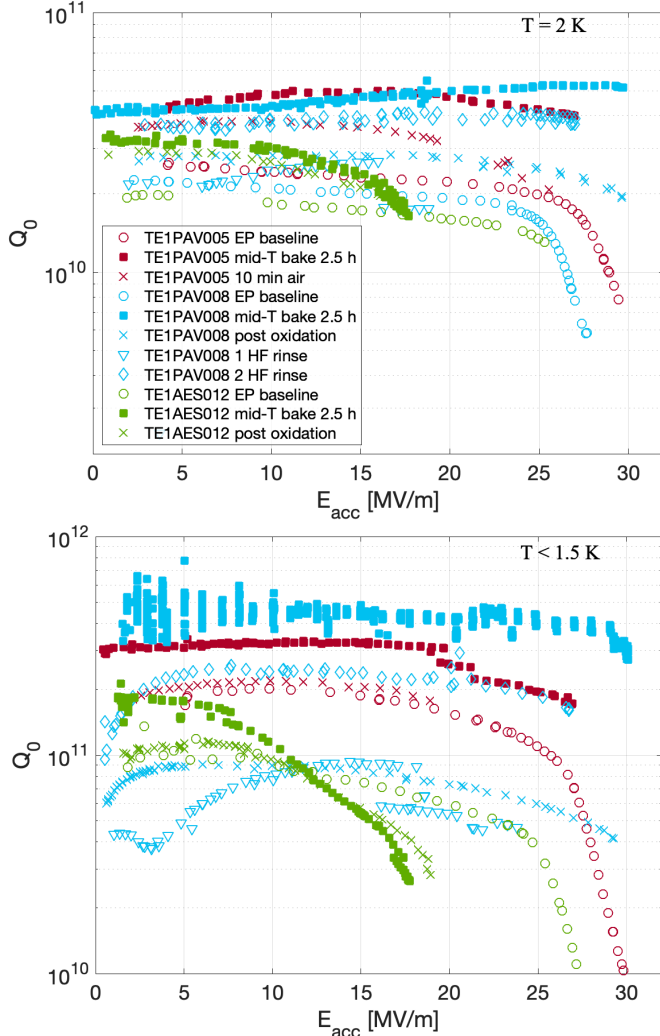 10^11
T = 2 K
Q_0
10^10
TE1PAV005 EP baseline
TE1PAV005 mid-T bake 2.5 h
TE1PAV005 10 min air
TE1PAV008 EP baseline
TE1PAV008 mid-T bake 2.5 h
TE1PAV008 post oxidation
TE1PAV008 1 HF rinse
TE1PAV008 2 HF rinse
TE1AES012 EP baseline
TE1AES012 mid-T bake 2.5 h
TE1AES012 post oxidation
0 5 10 15 20 25 30
E_acc [MV/m]
10^12
T < 1.5 K
Q_0
10^11
10^10
0 5 10 15 20 25 30
E_acc [MV/m]